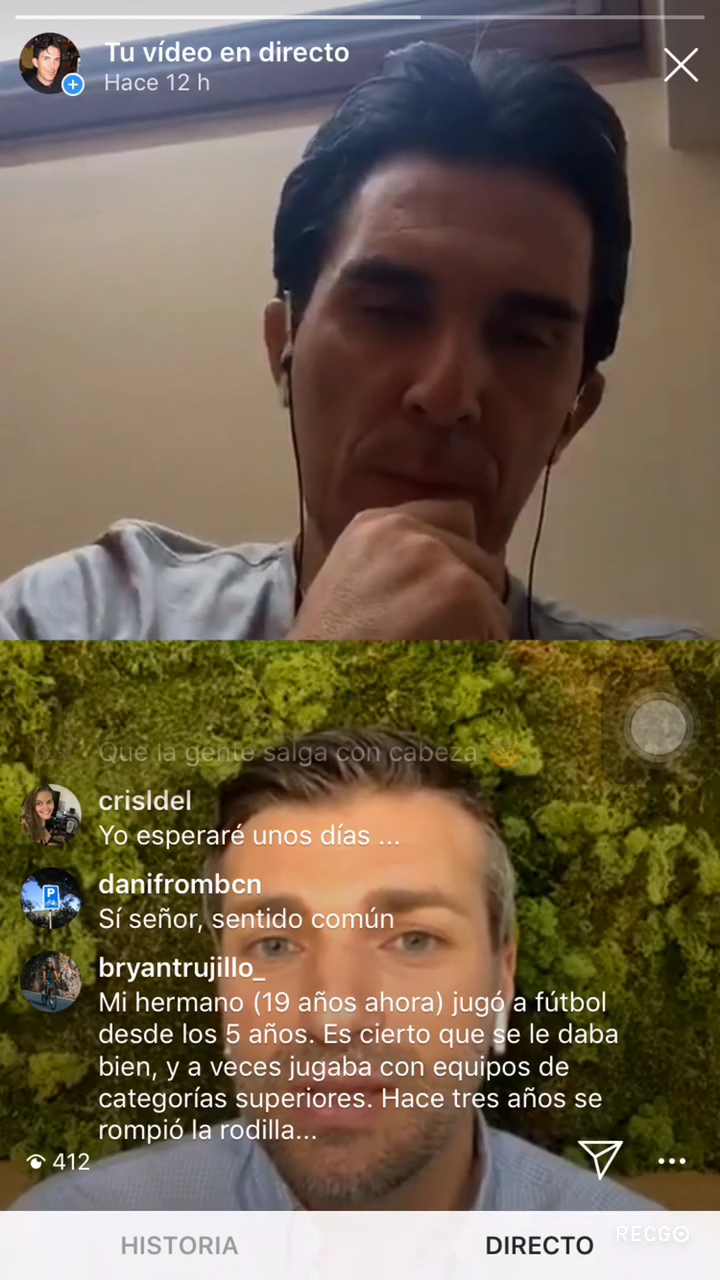 Tu vídeo en directo
Hace 12 h
Que la gente salga con cabeza
crisldel
Yo esperaré unos días ...
danifrombcn
Sí señor, sentido común
bryantrujillo_
Mi hermano (19 años ahora) jugó a fútbol
desde los 5 años. Es cierto que se le daba
bien, y a veces jugaba con equipos de
categorías superiores. Hace tres años se
rompió la rodilla...
412
HISTORIA
DIRECTO
RECGO
P